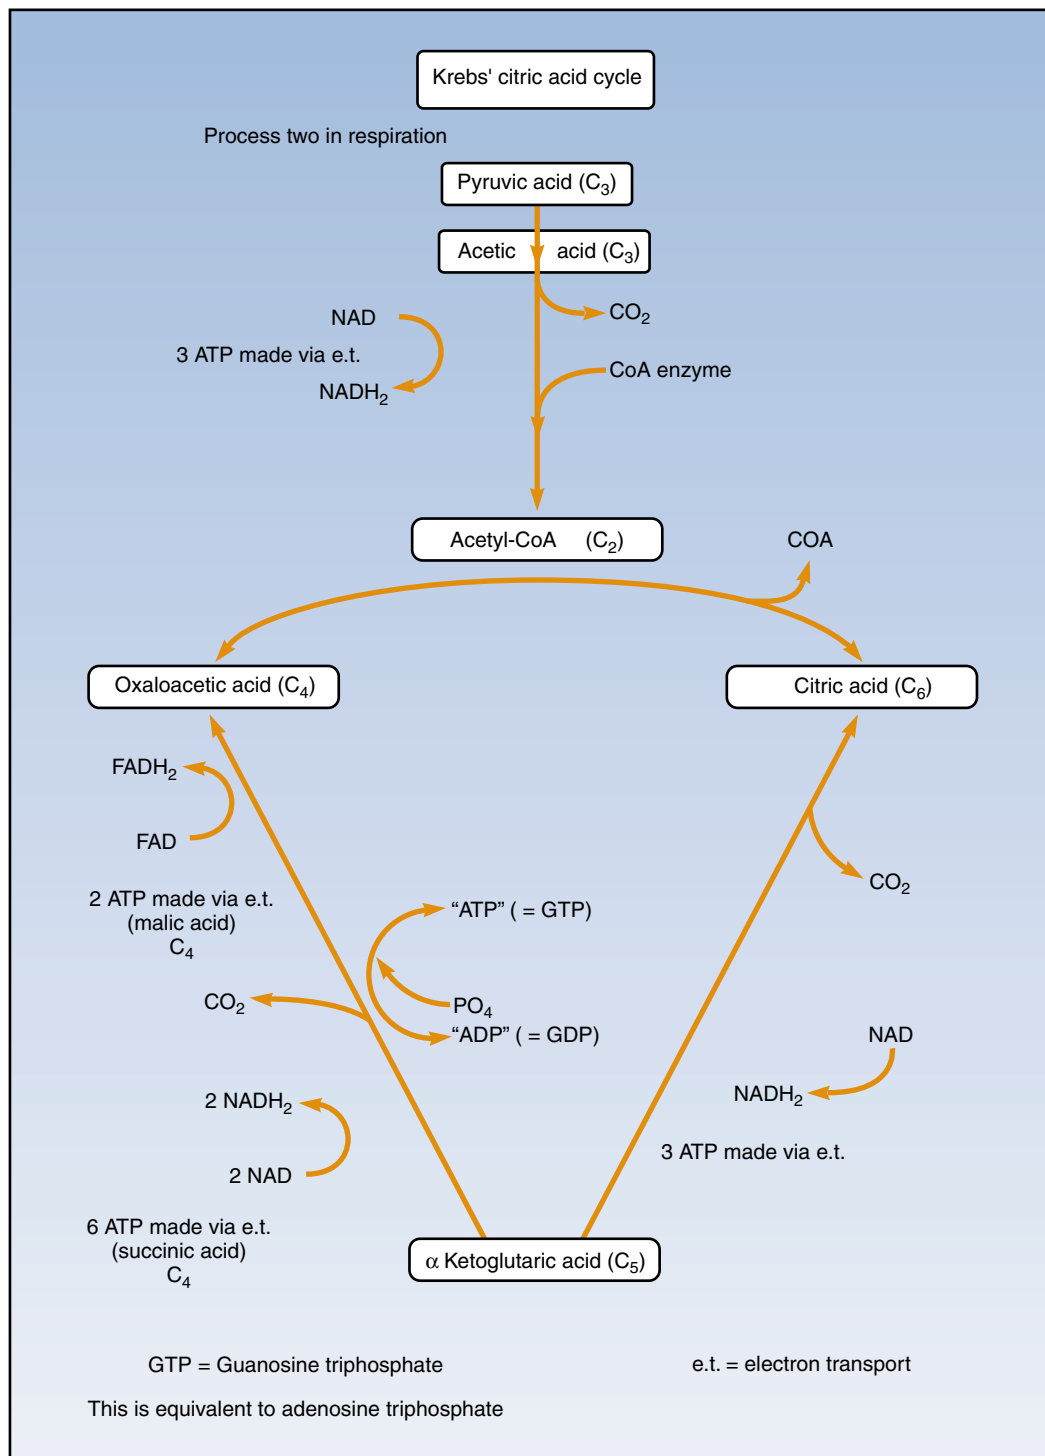 Krebs' citric acid cycle
Process two in respiration
Pyruvic acid (C₃)
Acetic acid (C₃)
CO₂
NAD
3 ATP made via e.t.
CoA enzyme
NADH₂
Acetyl-CoA (C₂)
COA
Oxaloacetic acid (C₄)
Citric acid (C₆)
FADH₂
FAD
CO₂
2 ATP made via e.t.
(malic acid)
C₄
“ATP” ( = GTP)
CO₂
PO₄
“ADP” ( = GDP)
NAD
2 NADH₂
NADH₂
3 ATP made via e.t.
2 NAD
6 ATP made via e.t.
(succinic acid)
C₄
α Ketoglutaric acid (C₅)
GTP = Guanosine triphosphate
e.t. = electron transport
This is equivalent to adenosine triphosphate